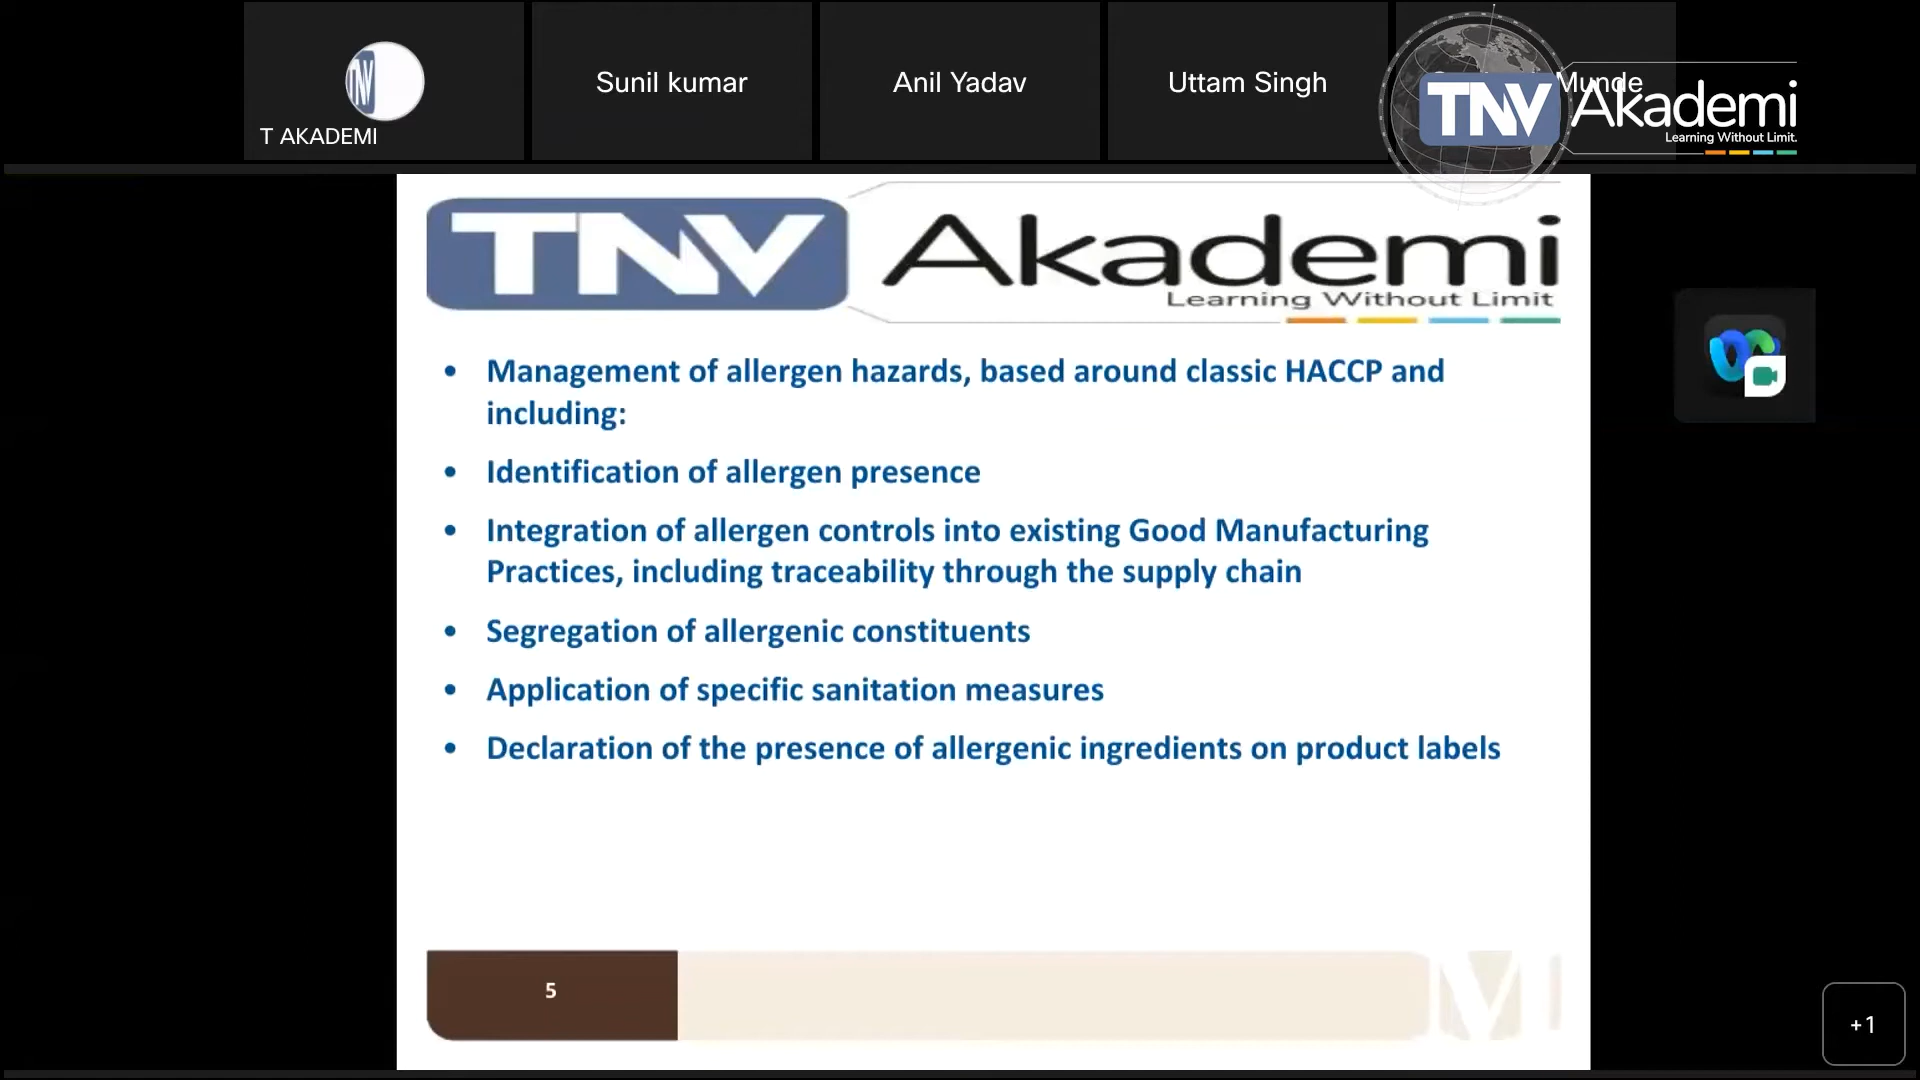 TNV
T AKADEMI
Sunil kumar
Anil Yadav
Uttam Singh
Munde
TNV Akademi
Learning Without Limit.
TNV Akademi
Learning Without Limit
• Management of allergen hazards, based around classic HACCP and
including:
• Identification of allergen presence
• Integration of allergen controls into existing Good Manufacturing
Practices, including traceability through the supply chain
• Segregation of allergenic constituents
• Application of specific sanitation measures
• Declaration of the presence of allergenic ingredients on product labels
5
+1